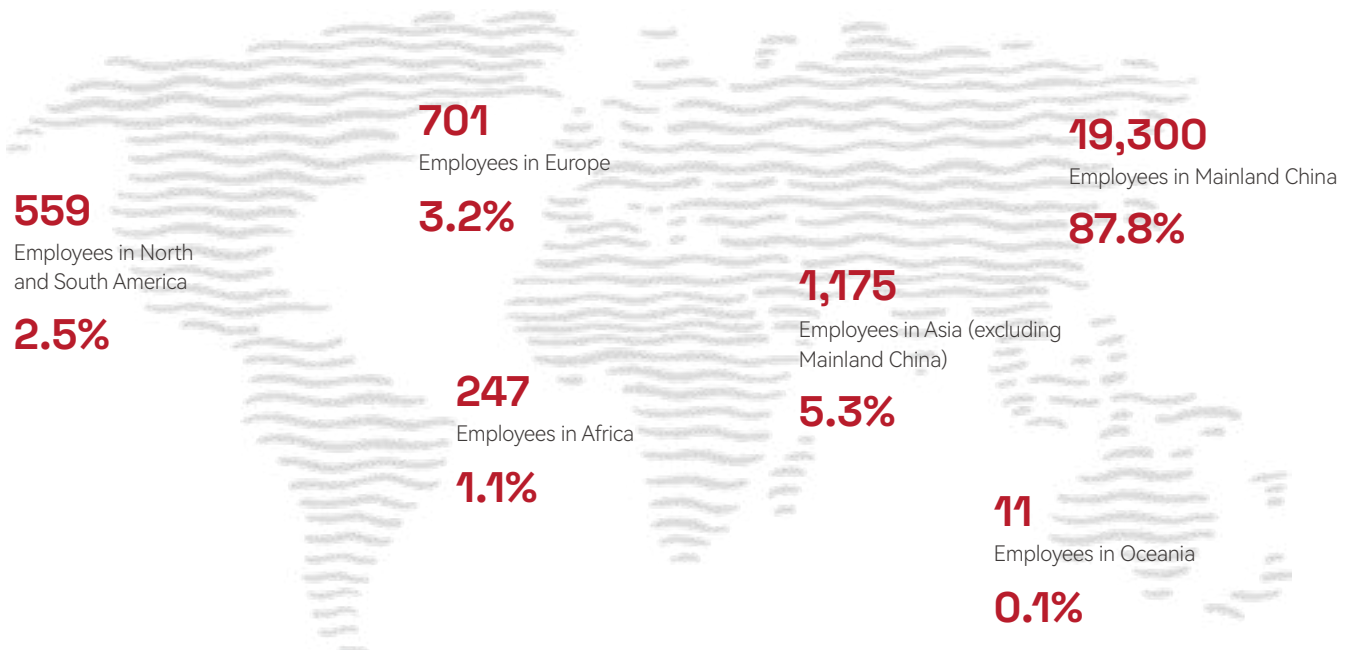 701
Employees in Europe
3.2%
19,300
Employees in Mainland China
87.8%
559
Employees in North
and South America
2.5%
1,175
Employees in Asia (excluding
Mainland China)
5.3%
247
Employees in Africa
1.1%
11
Employees in Oceania
0.1%